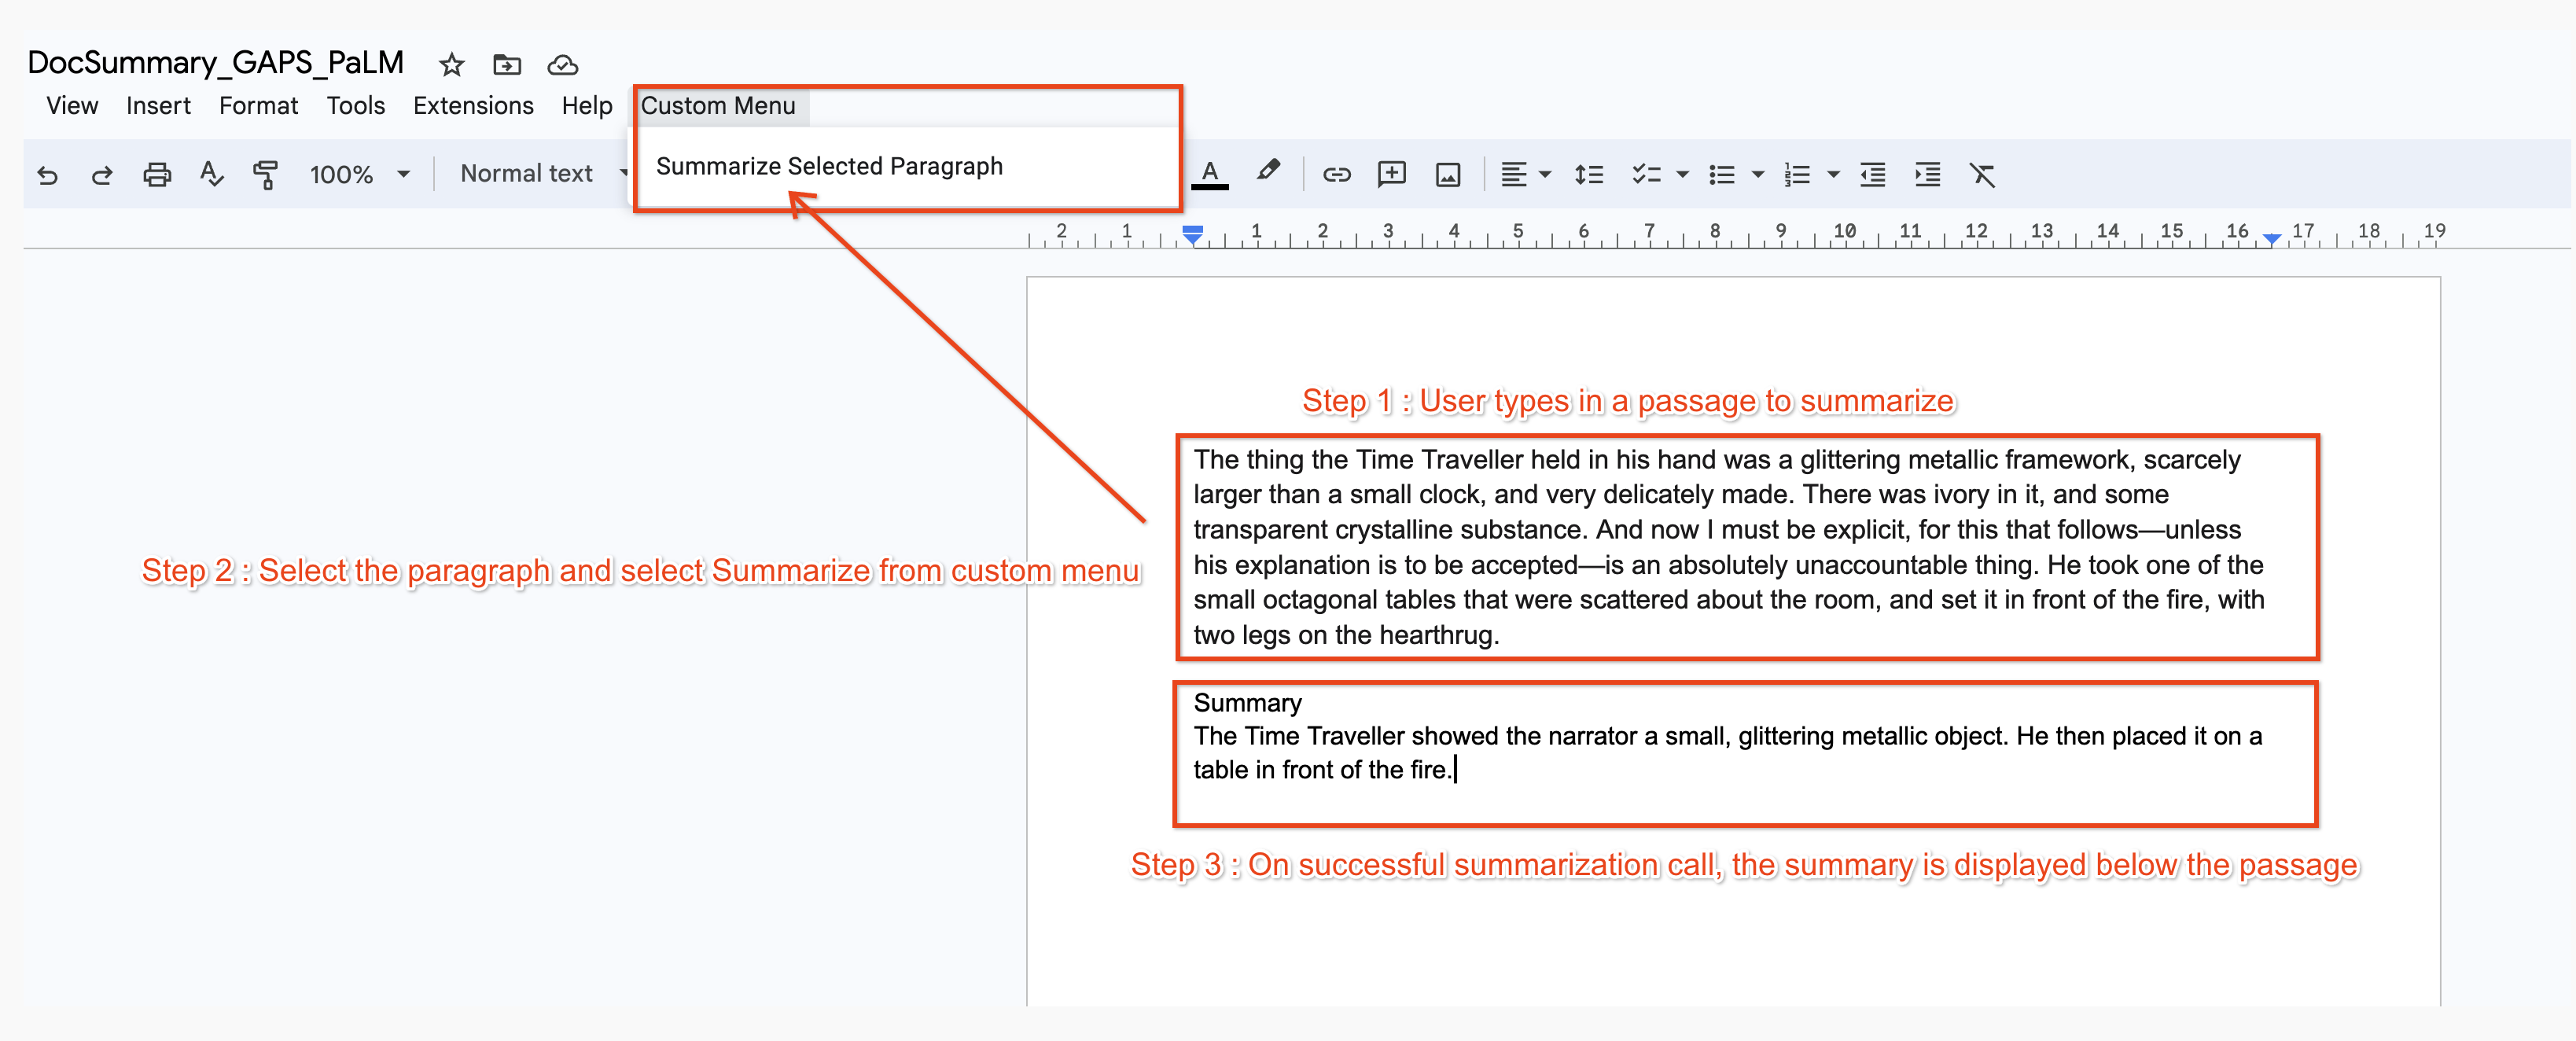 DocSummary_GAPS_PaLM
View Insert Format Tools Extensions Help Custom Menu
100% Normal text Summarize Selected Paragraph A
2 1 1 2 3 4 5 6 7 8 9 10 11 12 13 14 15 16 17 18 19
Step 1 : User types in a passage to summarize
The thing the Time Traveller held in his hand was a glittering metallic framework, scarcely
larger than a small clock, and very delicately made. There was ivory in it, and some
transparent crystalline substance. And now I must be explicit, for this that follows—unless
his explanation is to be accepted—is an absolutely unaccountable thing. He took one of the
small octagonal tables that were scattered about the room, and set it in front of the fire, with
two legs on the hearthrug.
Step 2 : Select the paragraph and select Summarize from custom menu
Summary
The Time Traveller showed the narrator a small, glittering metallic object. He then placed it on a
table in front of the fire.
Step 3 : On successful summarization call, the summary is displayed below the passage